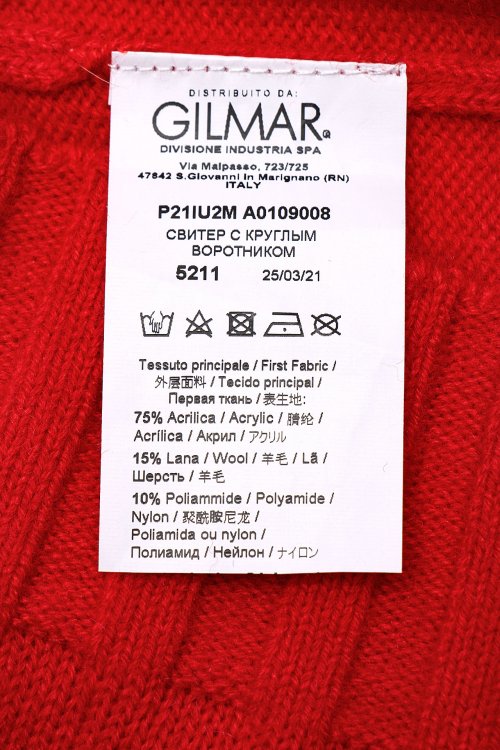 DISTRIBUITO DA:
GILMAR
DIVISIONE INDUSTRIA SPA
Via Malpasso, 723/725
47842 S.Giovanni In Marignano (RN)
ITALY
P21IU2M A0109008
СВИТЕР С КРУГЛЫМ
ВОРОТНИКОМ
5211 25/03/21
Tessuto principale / First Fabric /
外层面料 / Tecido principal /
Первая ткань / 表生地:
75% Acrilica / Acrylic / 腈纶 /
Acrílica / Акрил / アクリル
15% Lana / Wool / 羊毛 / Lã /
Шерсть / 羊毛
10% Poliammide / Polyamide /
Nylon / 聚酰胺尼龙 /
Poliamida ou nylon /
Полиамид / Нейлон / ナイロン